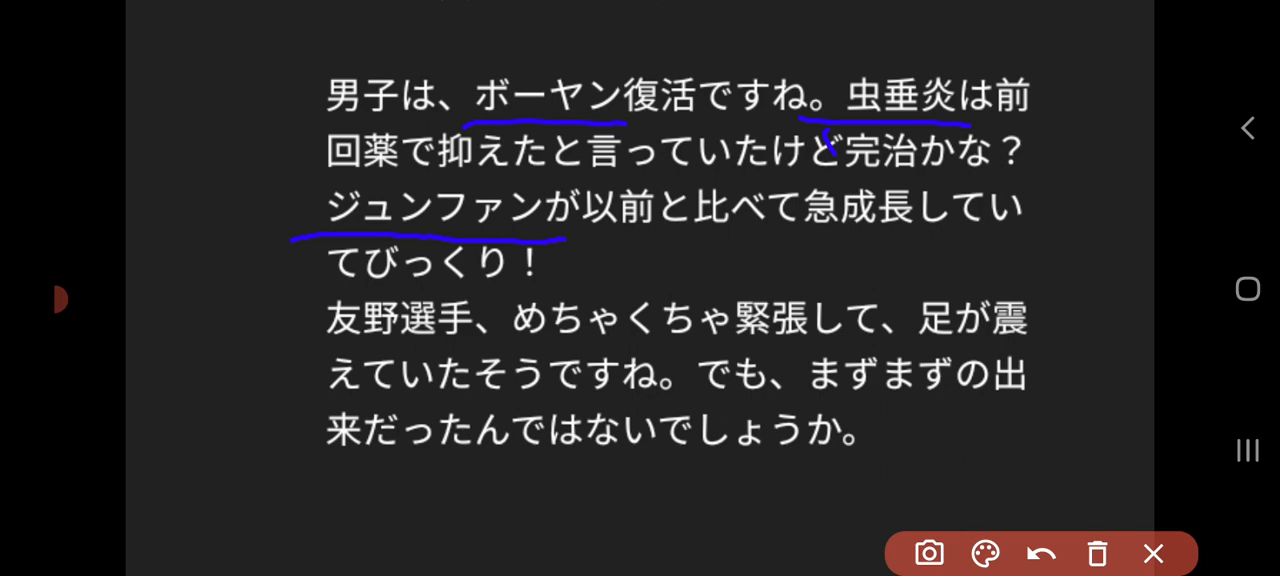 男子は、ボーヤン復活ですね。虫垂炎は前
回薬で抑えたと言っていたけど完治かな？
ジュンファンが以前と比べて急成長してい
てびっくり！
友野選手、めちゃくちゃ緊張して、足が震
えていたそうですね。でも、まずまずの出
来だったんではないでしょうか。